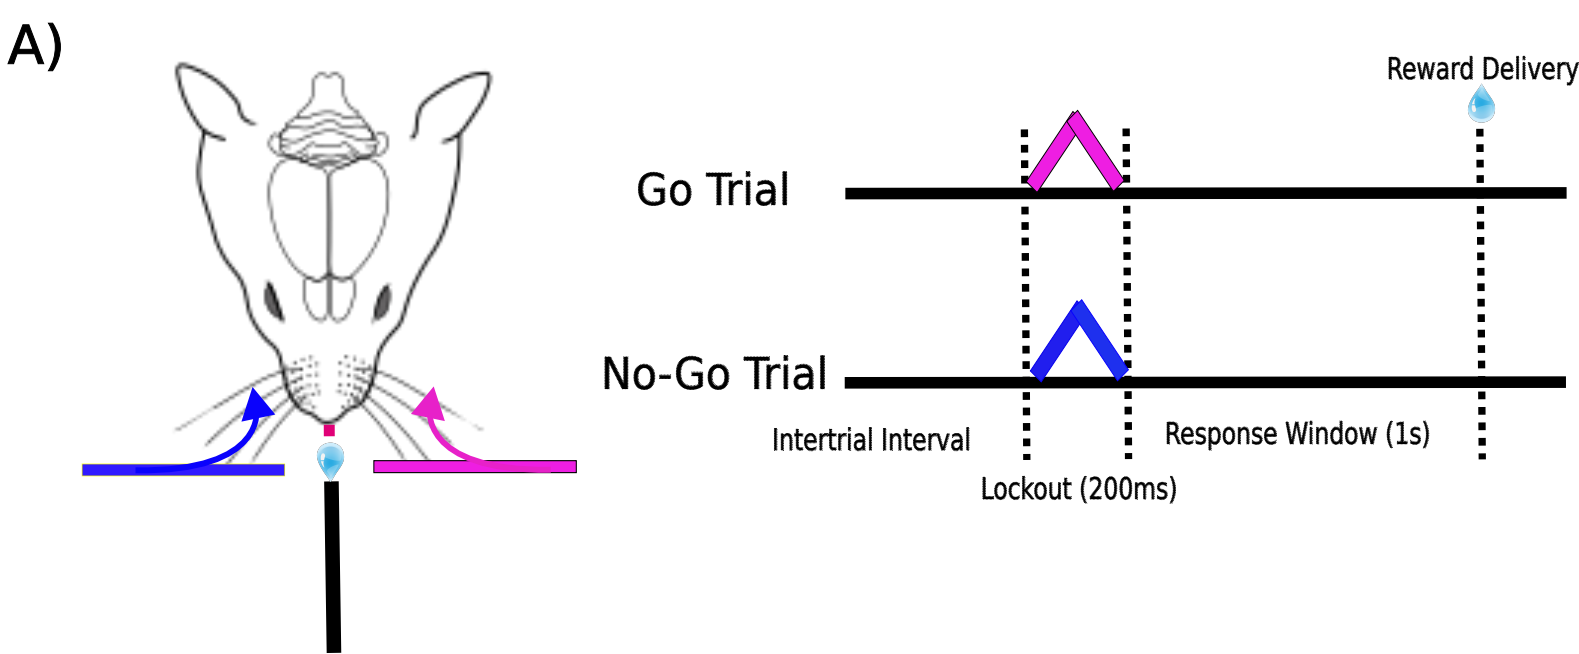 A)
Reward Delivery
Go Trial
No-Go Trial
Intertrial Interval
Response Window (1s)
Lockout (200ms)